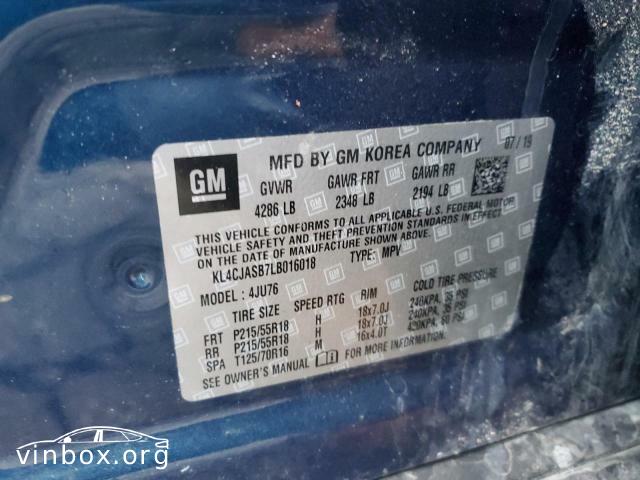 GM
MFD BY GM KOREA COMPANY 07/19
GVWR GAWR FRT GAWR RR
4286 LB 2348 LB 2194 LB
THIS VEHICLE CONFORMS TO ALL APPLICABLE U.S. FEDERAL MOTOR
VEHICLE SAFETY AND THEFT PREVENTION STANDARDS IN EFFECT ON
THE DATE OF MANUFACTURE SHOWN ABOVE.
KL4CJASB7LB016018 TYPE: MPV
MODEL: 4JU76
TIRE SIZE SPEED RTG RIM COLD TIRE PRESSURE
FRT P215/55R18 H 18x7.0J 240KPA, 35 PSI
RR P215/55R18 H 18x7.0J 240KPA, 35 PSI
SPA T125/70R16 M 16x4.0T 420KPA, 60 PSI
SEE OWNER'S MANUAL FOR MORE INFORMATION.
vinbox.org